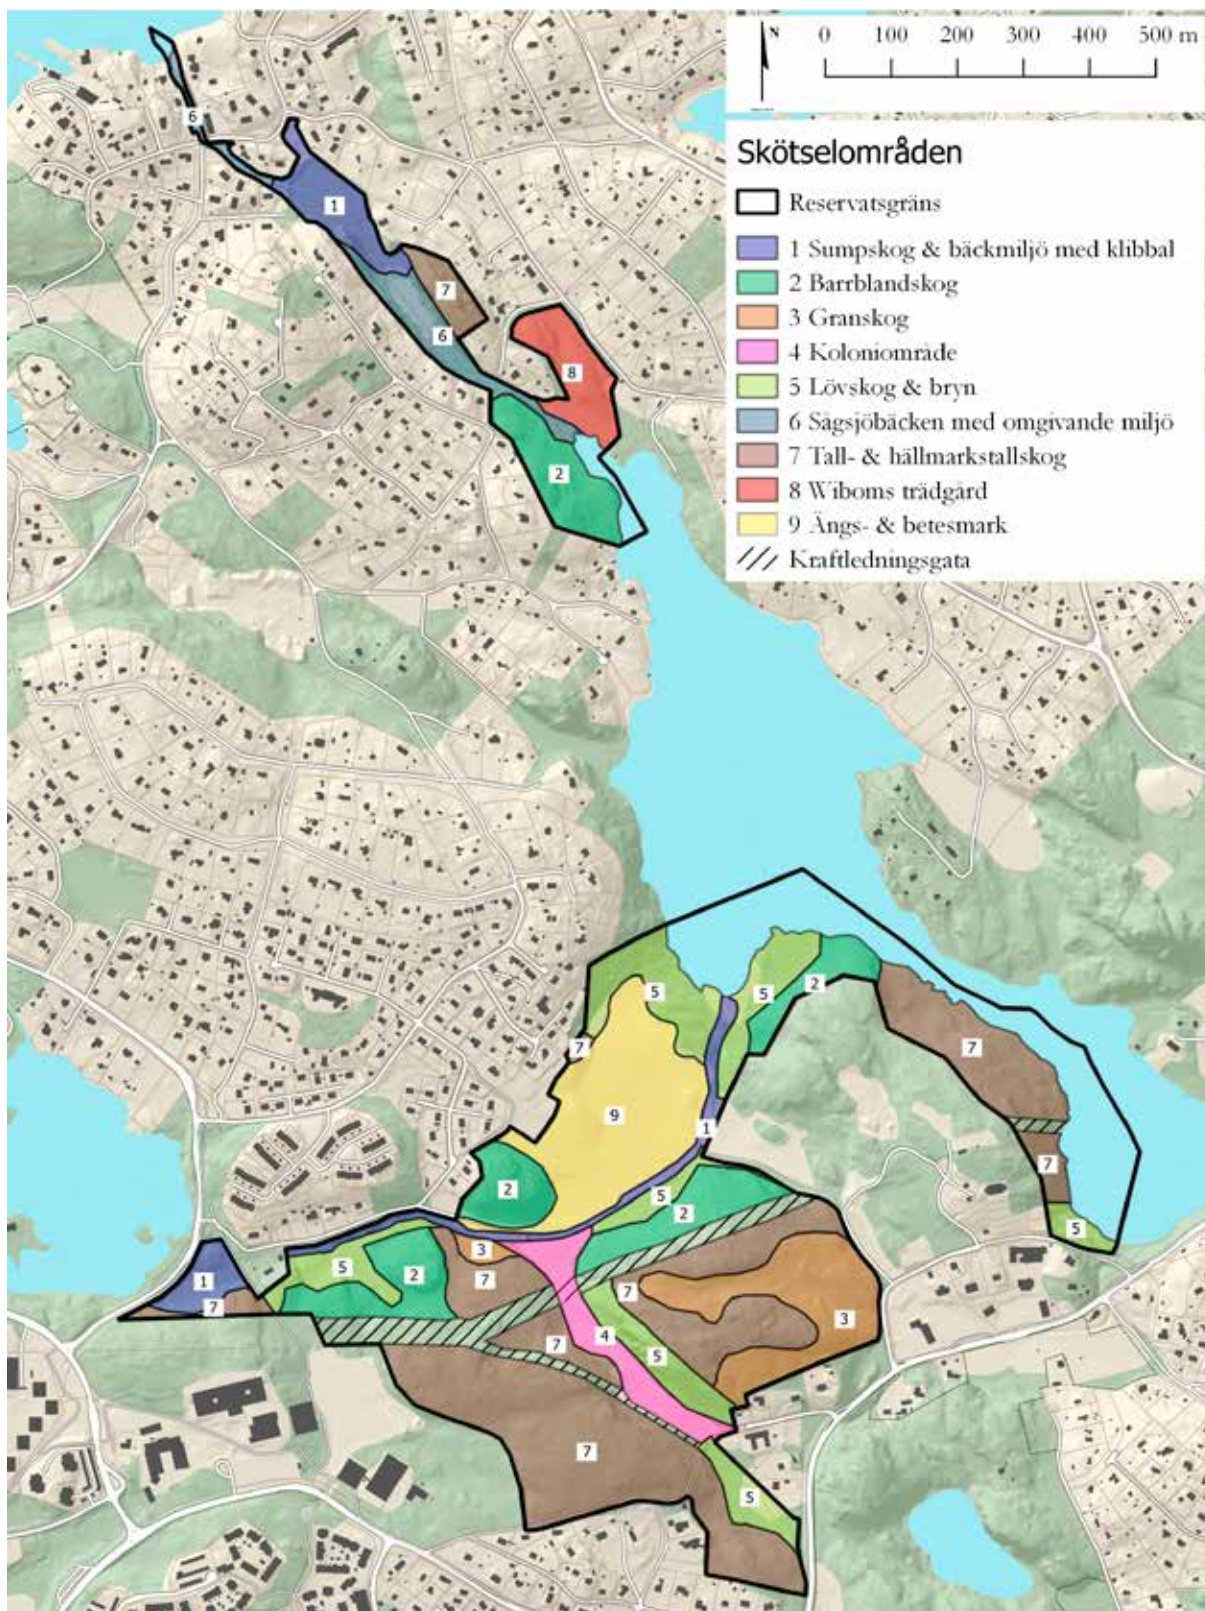 N
0 100 200 300 400 500 m
Skötselområden
Reservatsgräns
1 Sumpskog & bäckmiljö med klibbal
2 Barrblandskog
3 Granskog
4 Koloniområde
5 Lövskog & bryn
6 Sågsjöbäcken med omgivande miljö
7 Tall- & hällmarkstallskog
8 Wiboms trädgård
9 Ängs- & betesmark
Kraftledningsgata
6
1
7
6
8
2
5
5
2
7
7
9
1
7
2
5
2
5
3
5
2
7
1
7
7
3
7
4
5
7
5